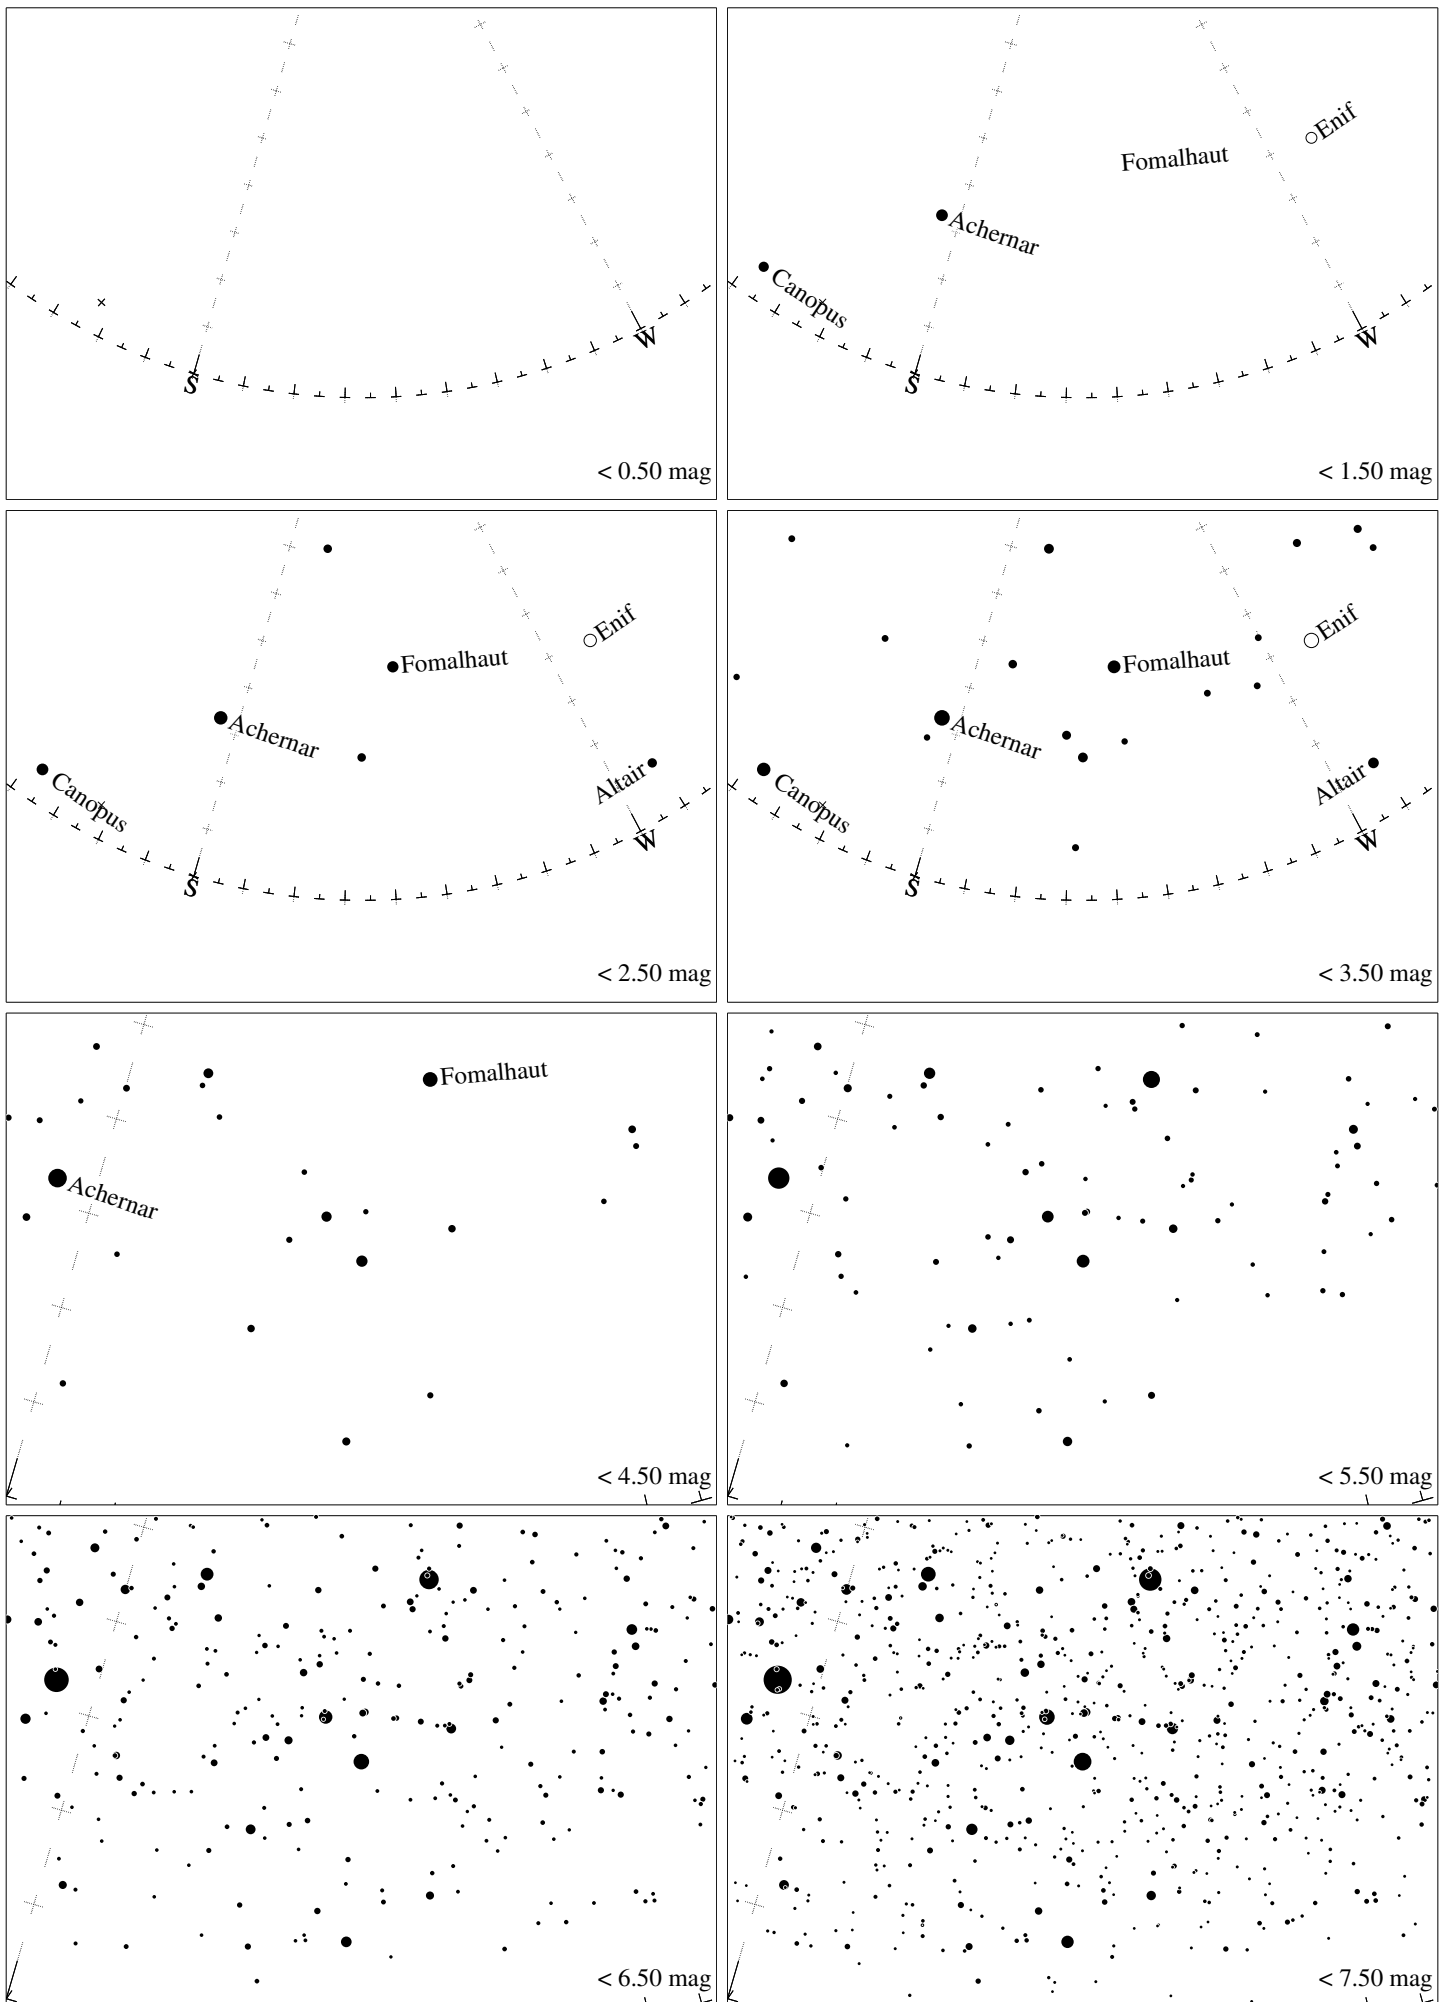 S
W
< 0.50 mag
Enif
Fomalhaut
Achernar
Canopus
S
W
< 1.50 mag
Enif
Fomalhaut
Achernar
Altair
Canopus
S
W
< 2.50 mag
Enif
Fomalhaut
Achernar
Altair
Canopus
S
W
< 3.50 mag
Fomalhaut
Achernar
< 4.50 mag
< 5.50 mag
< 6.50 mag
< 7.50 mag